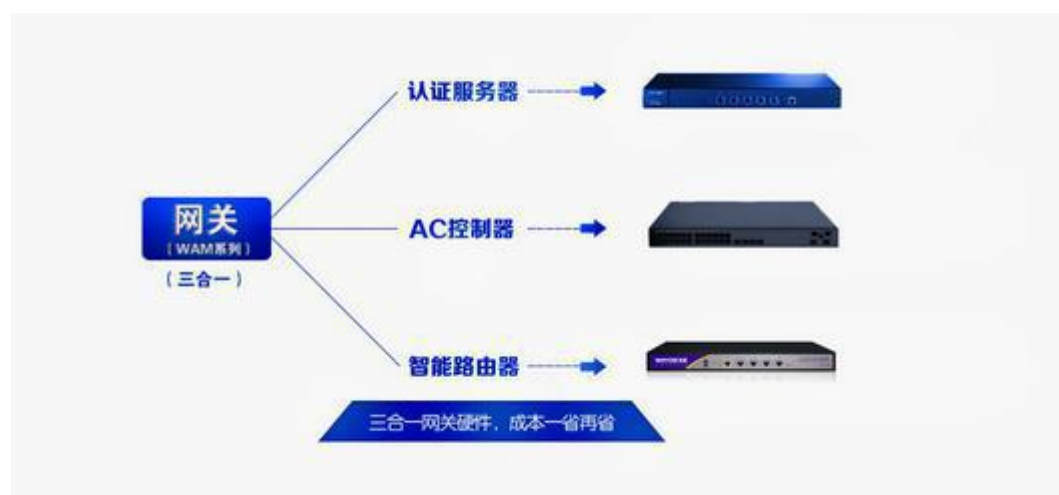 认证服务器
网关
(WAM系列)
(三合一)
AC控制器
智能路由器
三合一网关硬件，成本一省再省